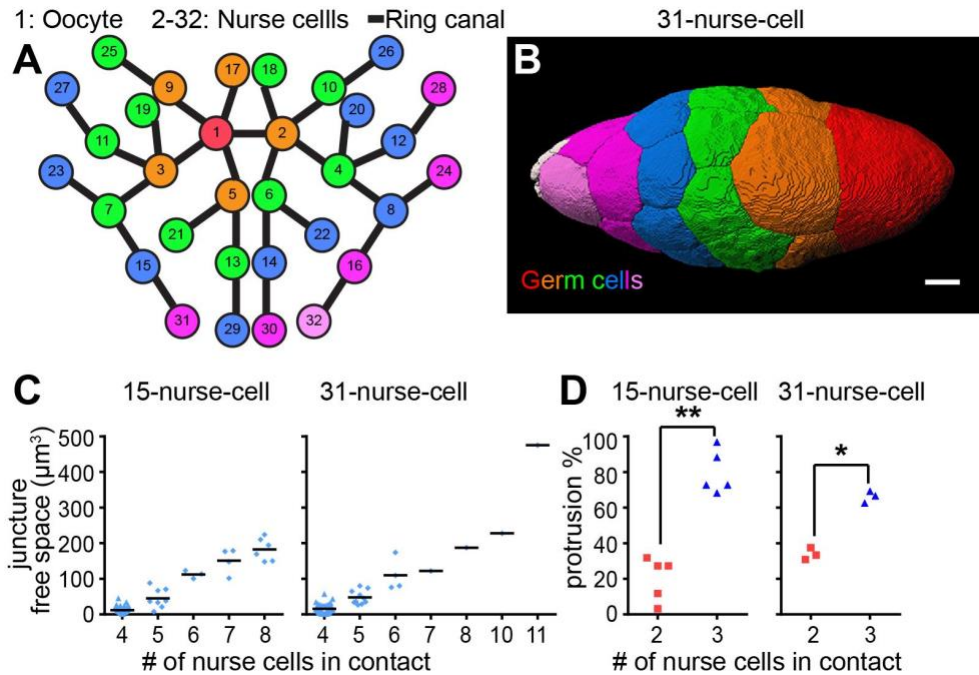 1: Oocyte 2-32: Nurse cellls Ring canal 31-nurse-cell
A
B
25 17 18 26
27 9 10 28
19 20
11 1 2 12
23 3 4 24
7 5 6 8
21 22
15 13 14 16
31 29 30 32
Germ cells
C 15-nurse-cell 31-nurse-cell
juncture
free space (μm³)
500
400
300
200
100
0
4 5 6 7 8
4 5 6 7 8 10 11
# of nurse cells in contact
D 15-nurse-cell 31-nurse-cell
protrusion %
100
80
60
40
20
0
**
*
2 3
2 3
# of nurse cells in contact